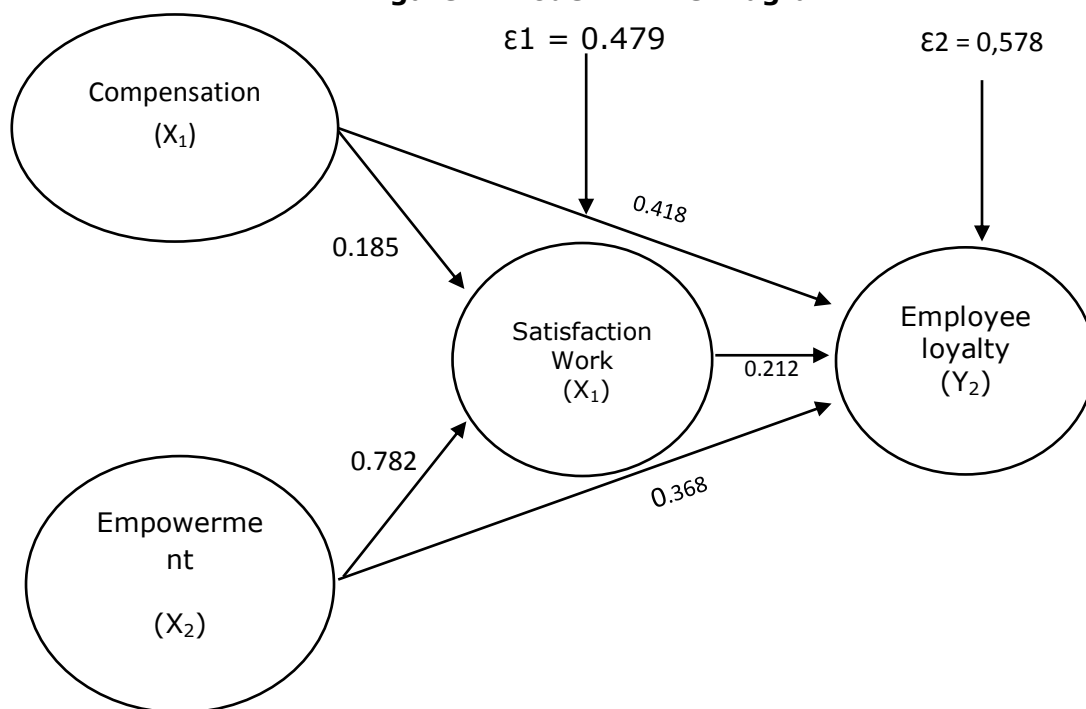 ε1 = 0.479
ε2 = 0,578
Compensation
(X₁)
0.418
0.185
Satisfaction
Work
(X₁)
Employee
loyalty
(Y₂)
0.212
0.782
0.368
Empowerme
nt
(X₂)